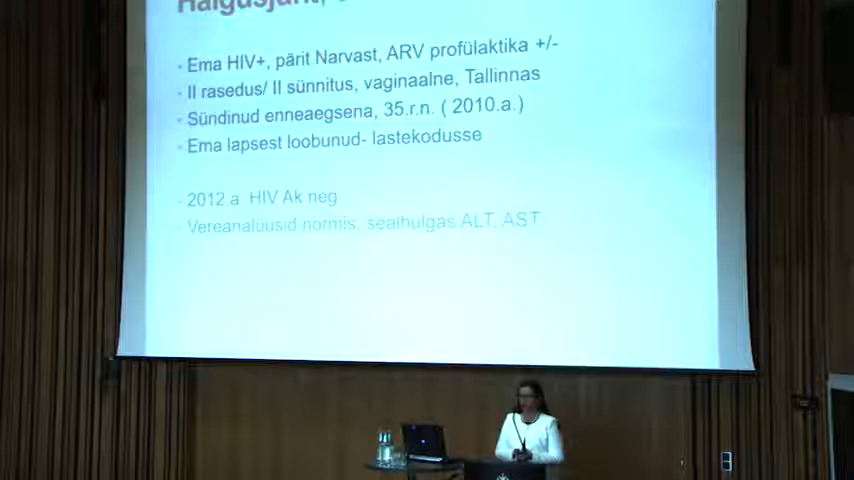 Haigusjuht,
Ema HIV+, pärit Narvast, ARV profülaktika +/-
II rasedus/ II sünnitus, vaginaalne, Tallinnas
Sündinud enneaegsena, 35.r.n. ( 2010.a.)
Ema lapsest loobunud- lastekodusse
2012 a HIV Ak neg
Vereanalüüsid normis, sealhulgas ALT, AST